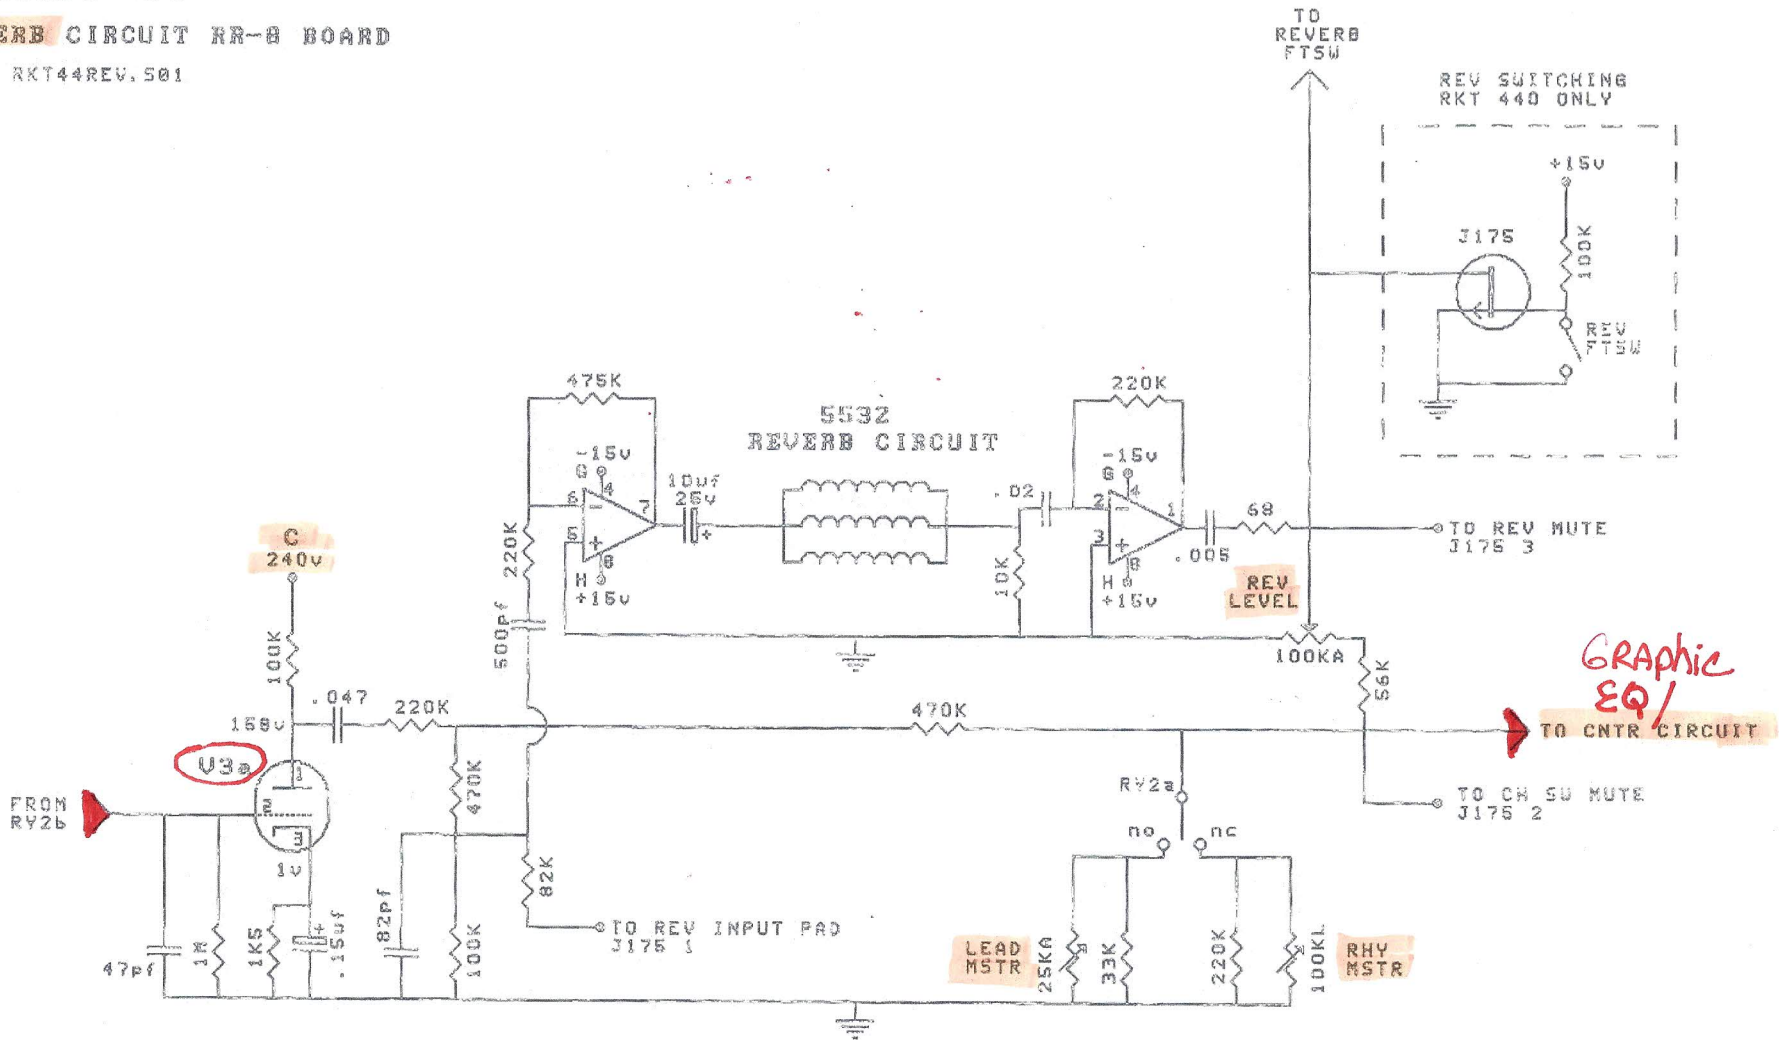 ERB CIRCUIT RR-8 BOARD
RKT44REV.S01
TO
REVERB
FTSW
REV SWITCHING
RKT 440 ONLY
+15v
J175
100K
REV
FTSW
475K
5532
REVERB CIRCUIT
220K
-15v
G
4
6
-
7
5
+
8
H
+15v
10uf
25v
+
220K
500pf
.02
10K
-15v
G
4
2
-
1
3
+
8
H
+15v
.005
68
TO REV MUTE
J175 3
REV
LEVEL
100KA
56K
C
240v
100K
158v
.047
220K
470K
GRAphic
EQ/
TO CNTR CIRCUIT
V3a
1
2
3
1v
FROM
RY2b
470K
RY2a
no
nc
TO CH SW MUTE
J175 2
47pf
1M
1K5
+
.15uf
82pf
100K
82K
TO REV INPUT PAD
J175 1
LEAD
MSTR
25KA
33K
220K
100KL
RHY
MSTR